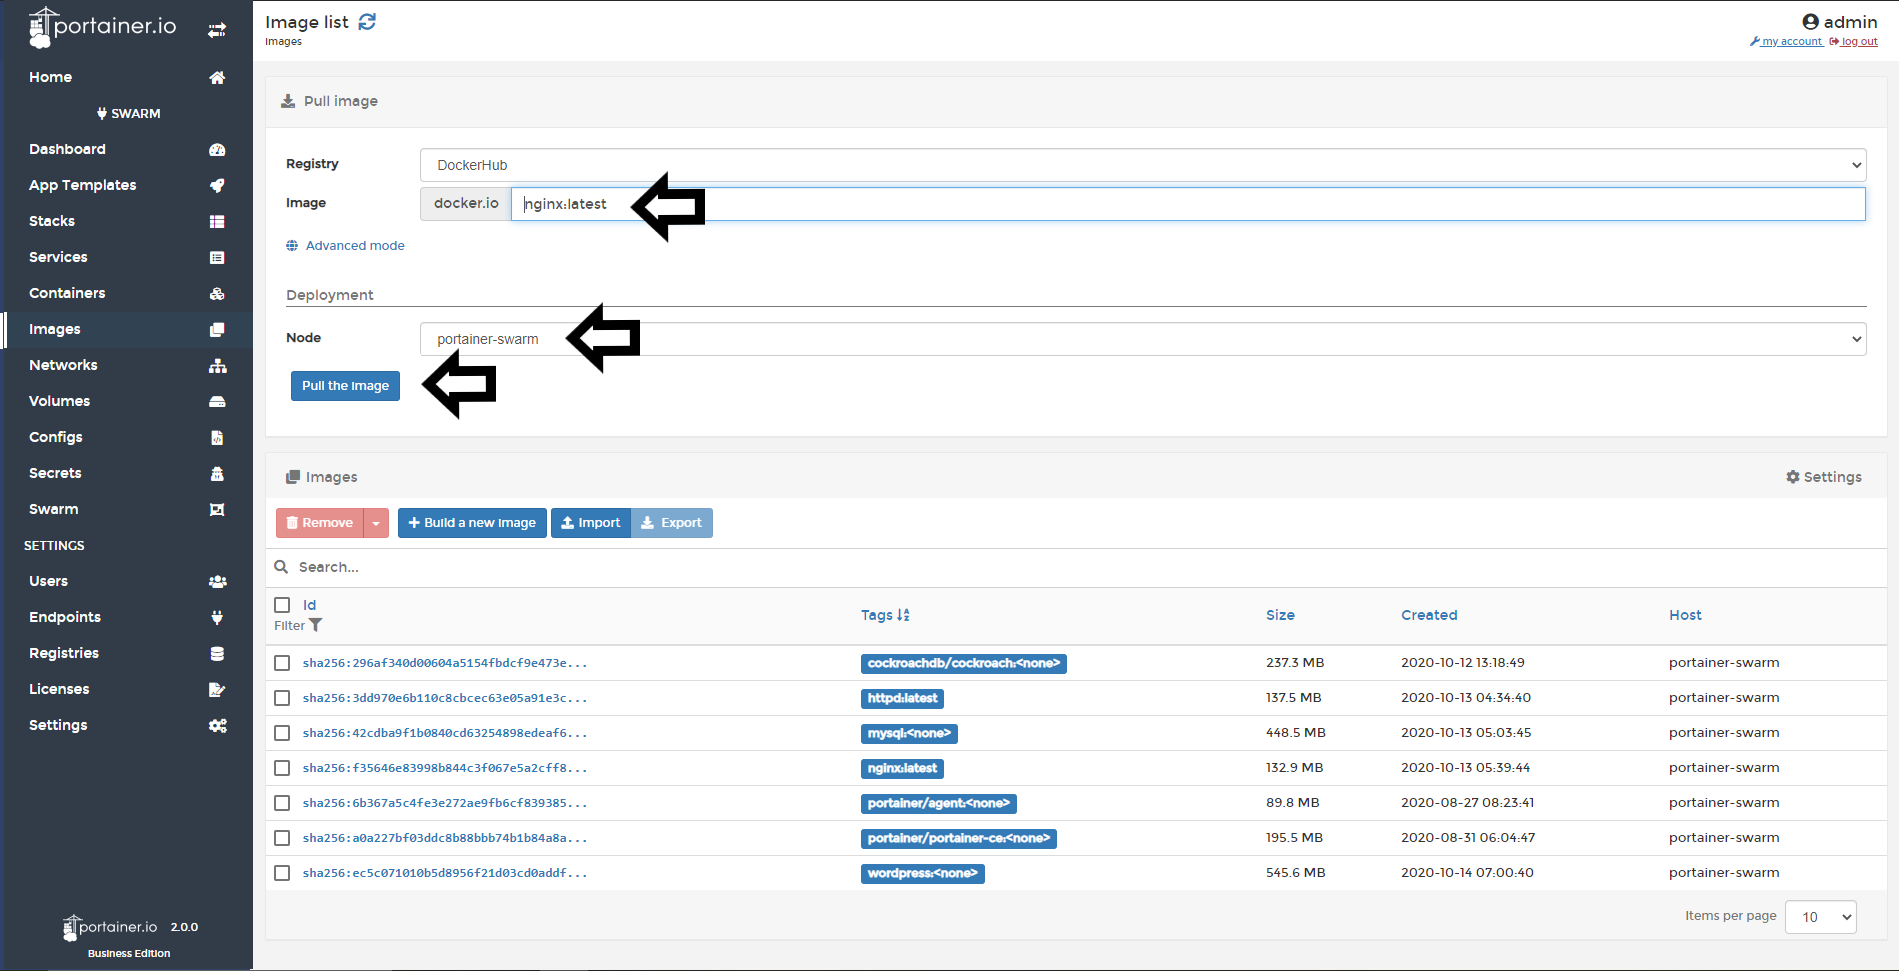 portainer.io
Home
SWARM
Dashboard
App Templates
Stacks
Services
Containers
Images
Networks
Volumes
Configs
Secrets
Swarm
SETTINGS
Users
Endpoints
Registries
Licenses
Settings
portainer.io 2.0.0
Business Edition
Image list
Images
admin
my account log out
Pull image
Registry DockerHub
Image docker.io nginx:latest
Advanced mode
Deployment
Node portainer-swarm
Pull the image
Images Settings
Remove Build a new image Import Export
Search...
Id
Filter
Tags Size Created Host
sha256:296af340d00604a5154fbdcf9e473e... cockroachdb/cockroach:<none> 237.3 MB 2020-10-12 13:18:49 portainer-swarm
sha256:3dd970e6b110c8cbcec63e05a91e3c... httpd:latest 137.5 MB 2020-10-13 04:34:40 portainer-swarm
sha256:42cdba9f1b0840cd63254898edeaf6... mysql:<none> 448.5 MB 2020-10-13 05:03:45 portainer-swarm
sha256:f35646e83998b844c3f067e5a2cff8... nginx:latest 132.9 MB 2020-10-13 05:39:44 portainer-swarm
sha256:6b367a5c4fe3e272ae9fb6cf839385... portainer/agent:<none> 89.8 MB 2020-08-27 08:23:41 portainer-swarm
sha256:a0a227bf03ddc8b88bbb74b1b84a8a... portainer/portainer-ce:<none> 195.5 MB 2020-08-31 06:04:47 portainer-swarm
sha256:ec5c071010b5d8956f21d03cd0addf... wordpress:<none> 545.6 MB 2020-10-14 07:00:40 portainer-swarm
Items per page 10